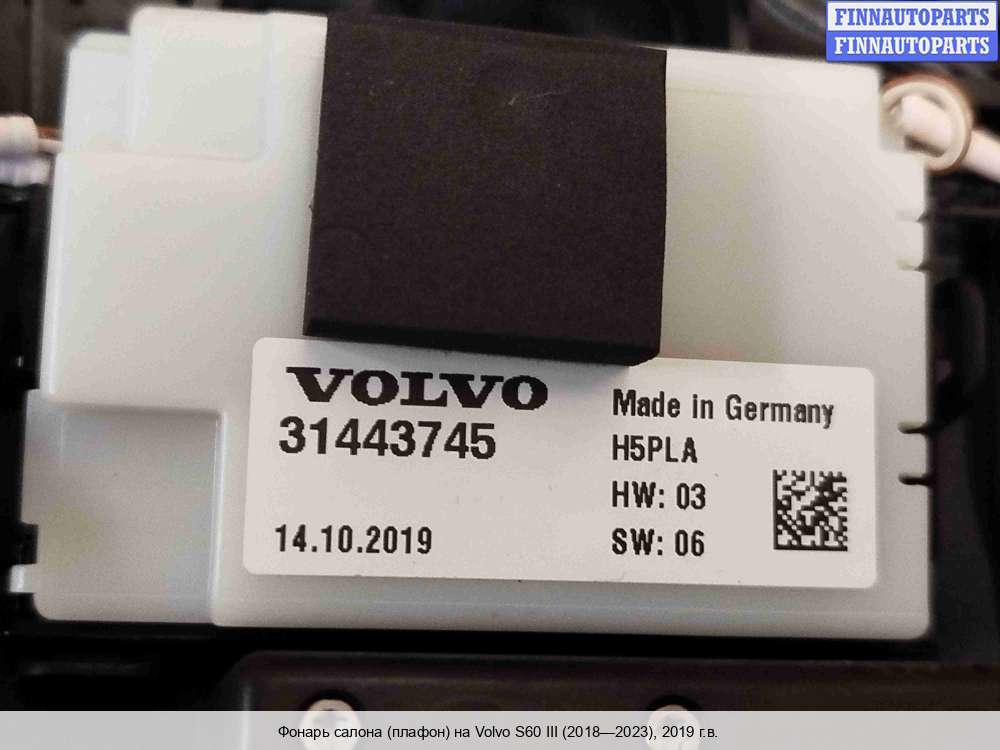 FINNAUTOPARTS
FINNAUTOPARTS
VOLVO
31443745
14.10.2019
Made in Germany
H5PLA
HW: 03
SW: 06
Фонарь салона (плафон) на Volvo S60 III (2018—2023), 2019 г.в.